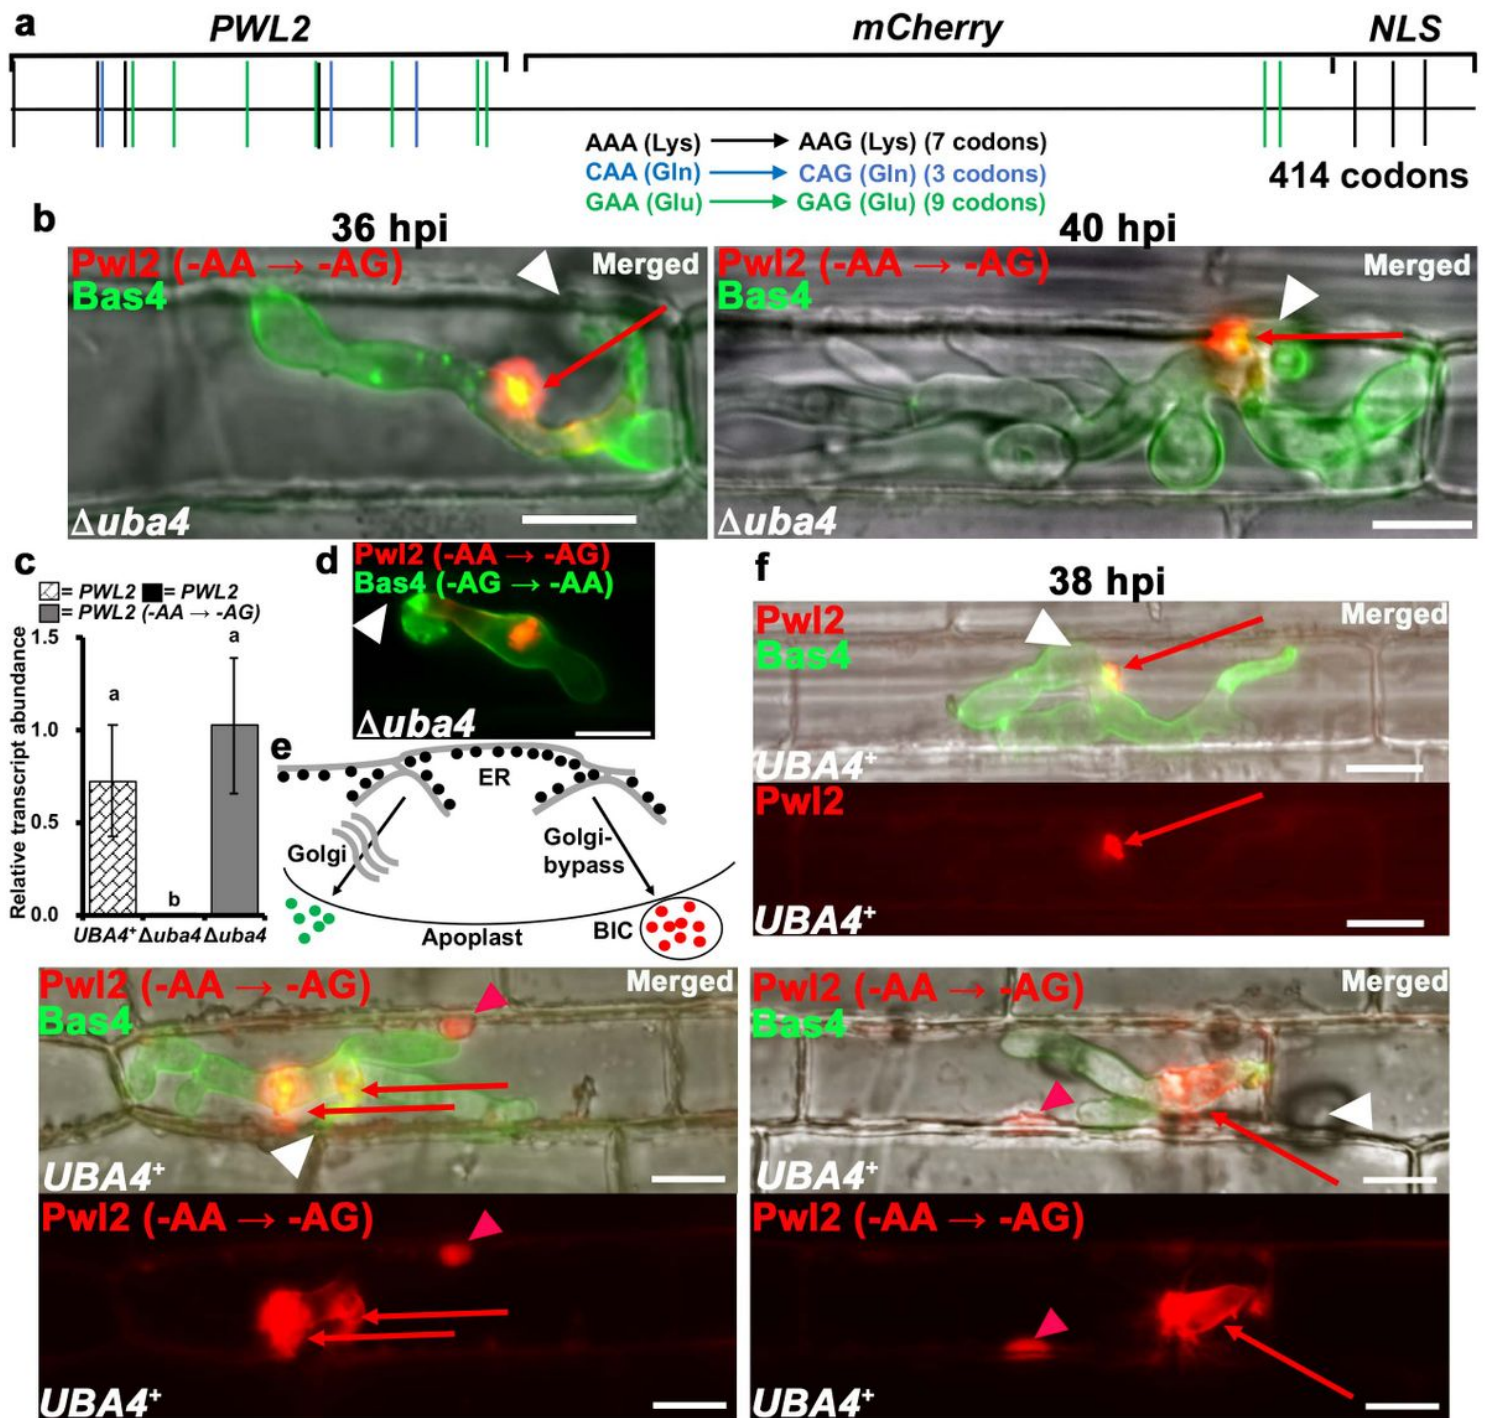 a
PWL2
mCherry
NLS
AAA (Lys) → AAG (Lys) (7 codons)
CAA (Gln) → CAG (Gln) (3 codons)
GAA (Glu) → GAG (Glu) (9 codons)
414 codons
b
36 hpi
Pwl2 (-AA → -AG)
Bas4
Merged
Δuba4
40 hpi
Pwl2 (-AA → -AG)
Bas4
Merged
Δuba4
c
= PWL2 = PWL2
= PWL2 (-AA → -AG)
Relative transcript abundance
1.5
1.0
0.5
0.0
a
b
a
UBA4+ Δuba4 Δuba4
d
Pwl2 (-AA → -AG)
Bas4 (-AG → -AA)
Δuba4
e
ER
Golgi
Golgi-
bypass
Apoplast
BIC
f
38 hpi
Pwl2
Bas4
Merged
UBA4+
Pwl2
UBA4+
Pwl2 (-AA → -AG)
Bas4
Merged
UBA4+
Pwl2 (-AA → -AG)
UBA4+
Pwl2 (-AA → -AG)
Bas4
Merged
UBA4+
Pwl2 (-AA → -AG)
UBA4+